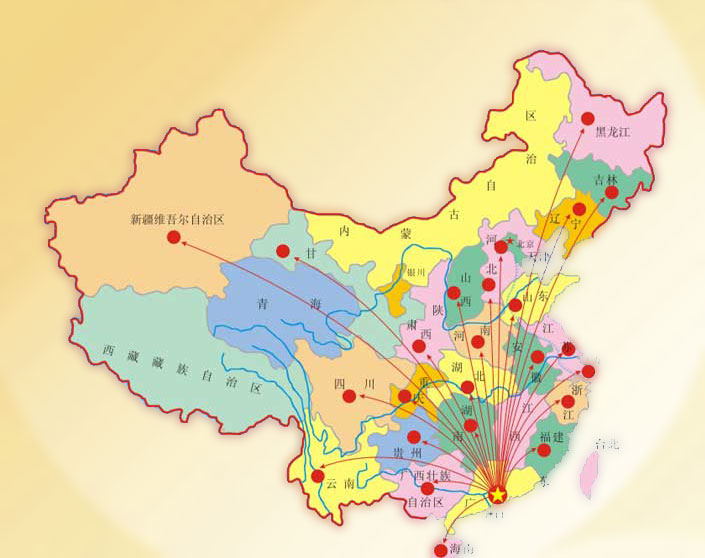 区
治
自
古
蒙
内
黑龙江
吉林
辽
宁
新疆维吾尔自治区
甘
肃
银川
河
北
北京
天津
山
西
山东
陕
西
青海
河
南
江
苏
安
徽
西藏藏族自治区
四川
重
庆
湖
北
湖
南
浙
江
江
福建
台北
贵州
云南
广西壮族
自治区
广
东
海南